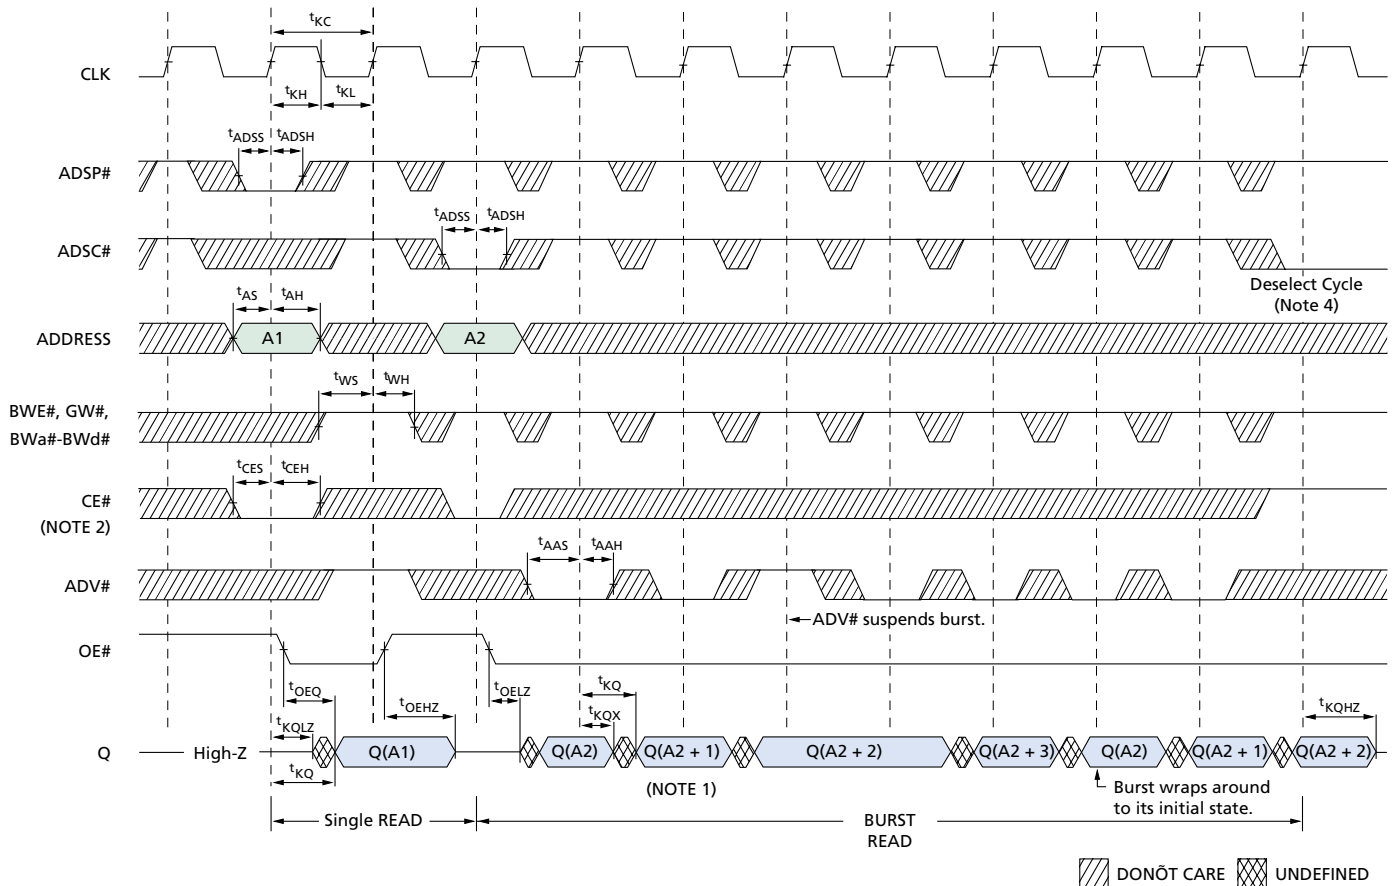 tKC
CLK
tKH tKL
tADSS tADSH
ADSP#
tADSS tADSH
ADSC#
Deselect Cycle
(Note 4)
tAS tAH
ADDRESS A1 A2
tWS tWH
BWE#, GW#,
BWa#-BWd#
tCES tCEH
CE#
(NOTE 2)
tAAS tAAH
ADV#
ADV# suspends burst.
OE#
tOEQ tOEHZ tOELZ tKQ
tKQLZ tKQX tKQHZ
Q High-Z Q(A1) Q(A2) Q(A2 + 1) Q(A2 + 2) Q(A2 + 3) Q(A2) Q(A2 + 1) Q(A2 + 2)
tKQ
(NOTE 1)
Burst wraps around
to its initial state.
Single READ BURST
READ
DONÕT CARE UNDEFINED